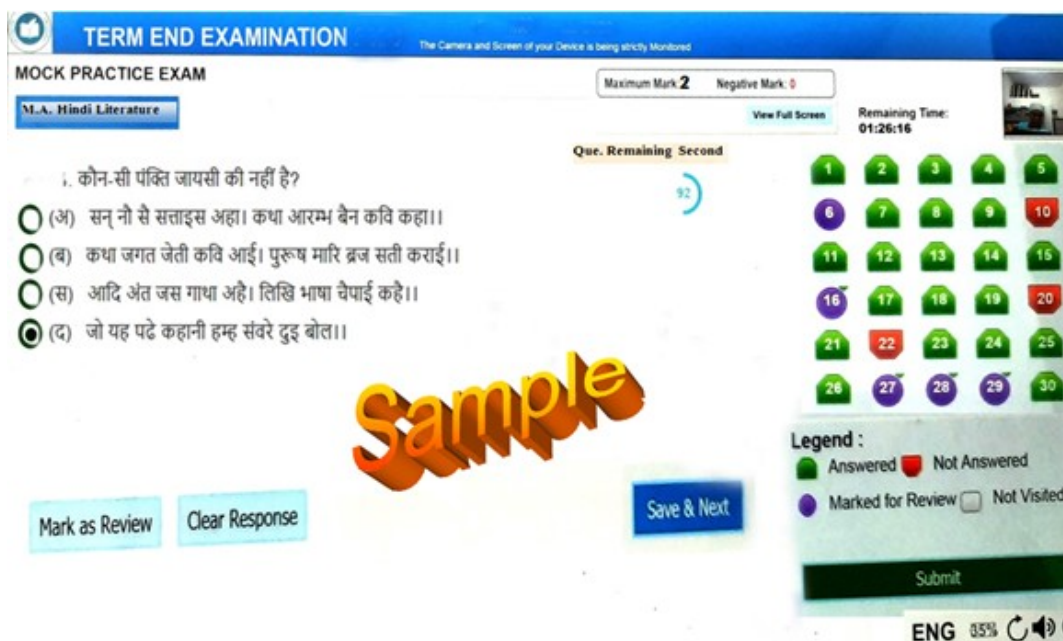 TERM END EXAMINATION
The Camera and Screen of your Device is being strictly Monitored
MOCK PRACTICE EXAM
Maximum Mark 2 Negative Mark: 0
M.A. Hindi Literature
View Full Screen
Remaining Time:
01:26:16
Que. Remaining Second
92
. कौन-सी पंक्ति जायसी की नहीं है?
(अ) सन् नौ सै सत्ताइस अहा। कथा आरम्भ बैन कवि कहा।।
(ब) कथा जगत जेती कवि आई। पुरूष मारि ब्रज सती कराई।।
(स) आदि अंत जस गाथा अहै। लिखि भाषा चैपाई कहै।।
(द) जो यह पढे कहानी हम्ह संवरे दुइ बोल।।
1 2 3 4 5
6 7 8 9 10
11 12 13 14 15
16 17 18 19 20
21 22 23 24 25
26 27 28 29 30
Sample
Legend :
Answered Not Answered
Marked for Review Not Visited
Mark as Review Clear Response Save & Next
Submit
ENG 35%